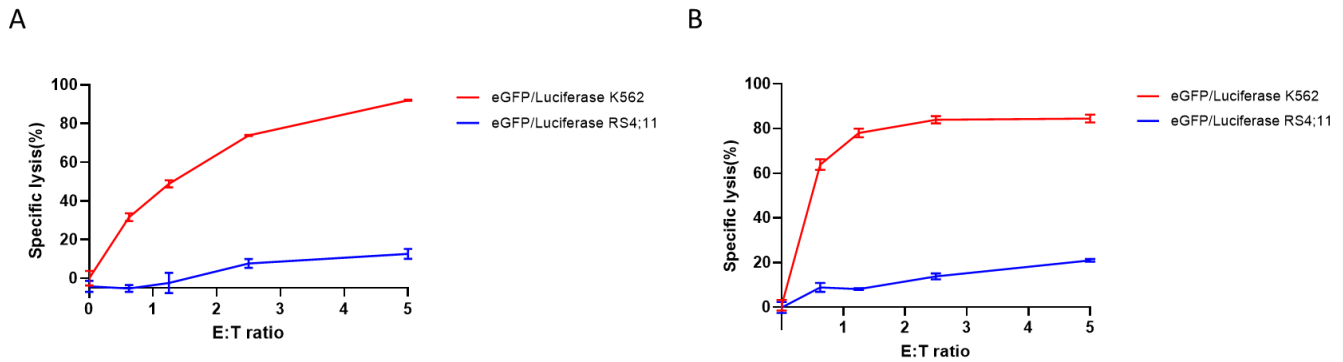 A
Specific lysis(%)
100
80
60
40
20
0
0 1 2 3 4 5
E:T ratio
eGFP/Luciferase K562
eGFP/Luciferase RS4;11
B
Specific lysis(%)
100
80
60
40
20
0
1 2 3 4 5
E:T ratio
eGFP/Luciferase K562
eGFP/Luciferase RS4;11